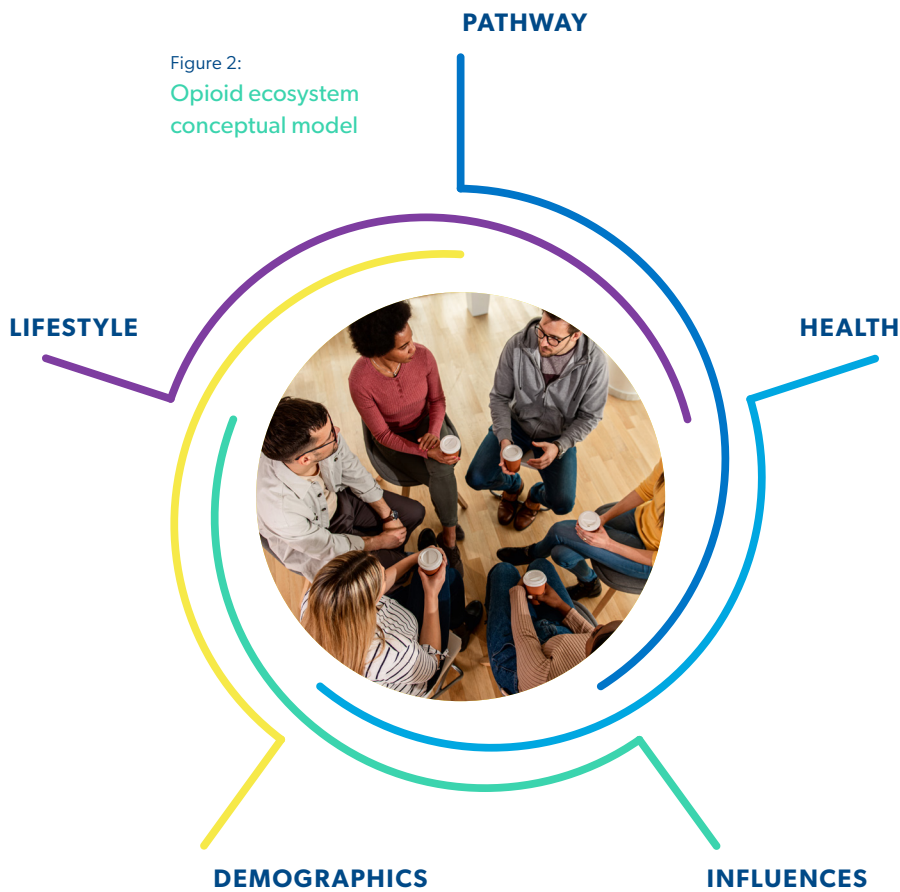 PATHWAY
Figure 2:
Opioid ecosystem
conceptual model
LIFESTYLE
HEALTH
DEMOGRAPHICS
INFLUENCES